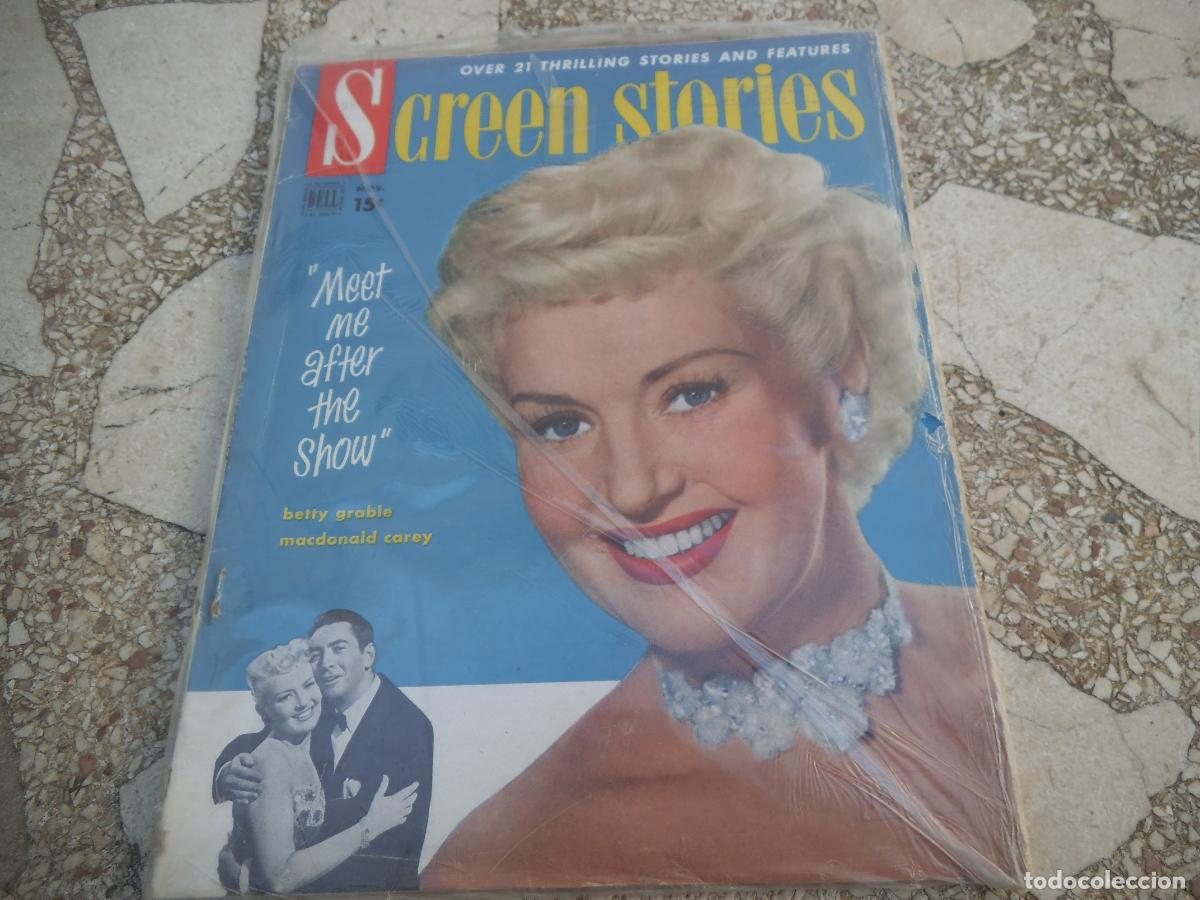 OVER 21 THRILLING STORIES AND FEATURES
Screen stories
DELL
NOV.
15¢
"Meet
me
after
the
show"
betty grable
macdonald carey
todocoleccion